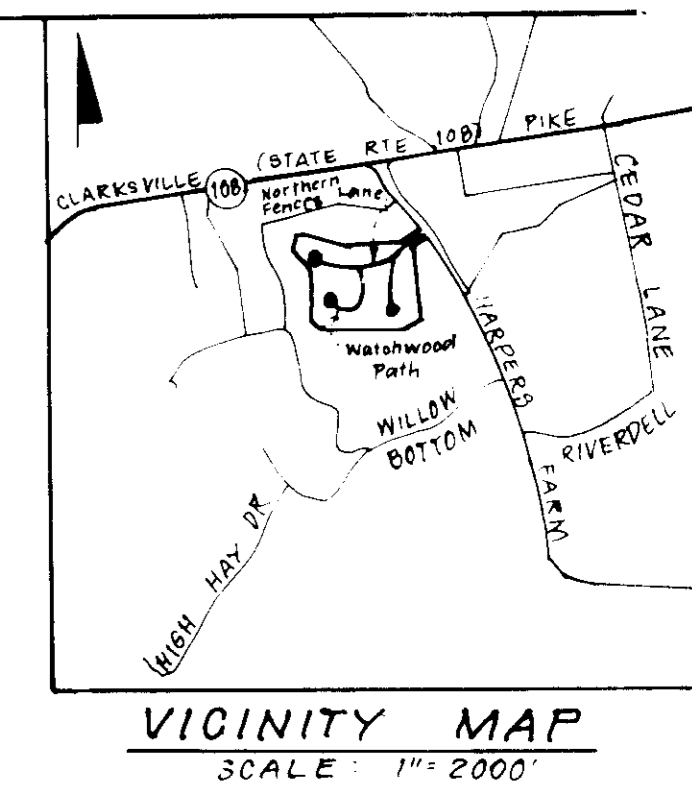 CLARKSVILLE 108 (STATE RTE 108) PIKE
Northern
Fences Lane
CEDAR LANE
Watchwood
Path
HARPERS FARM
WILLOW
BOTTOM
RIVERDELL
HIGH HAY DR
VICINITY MAP
SCALE: 1"=2000'